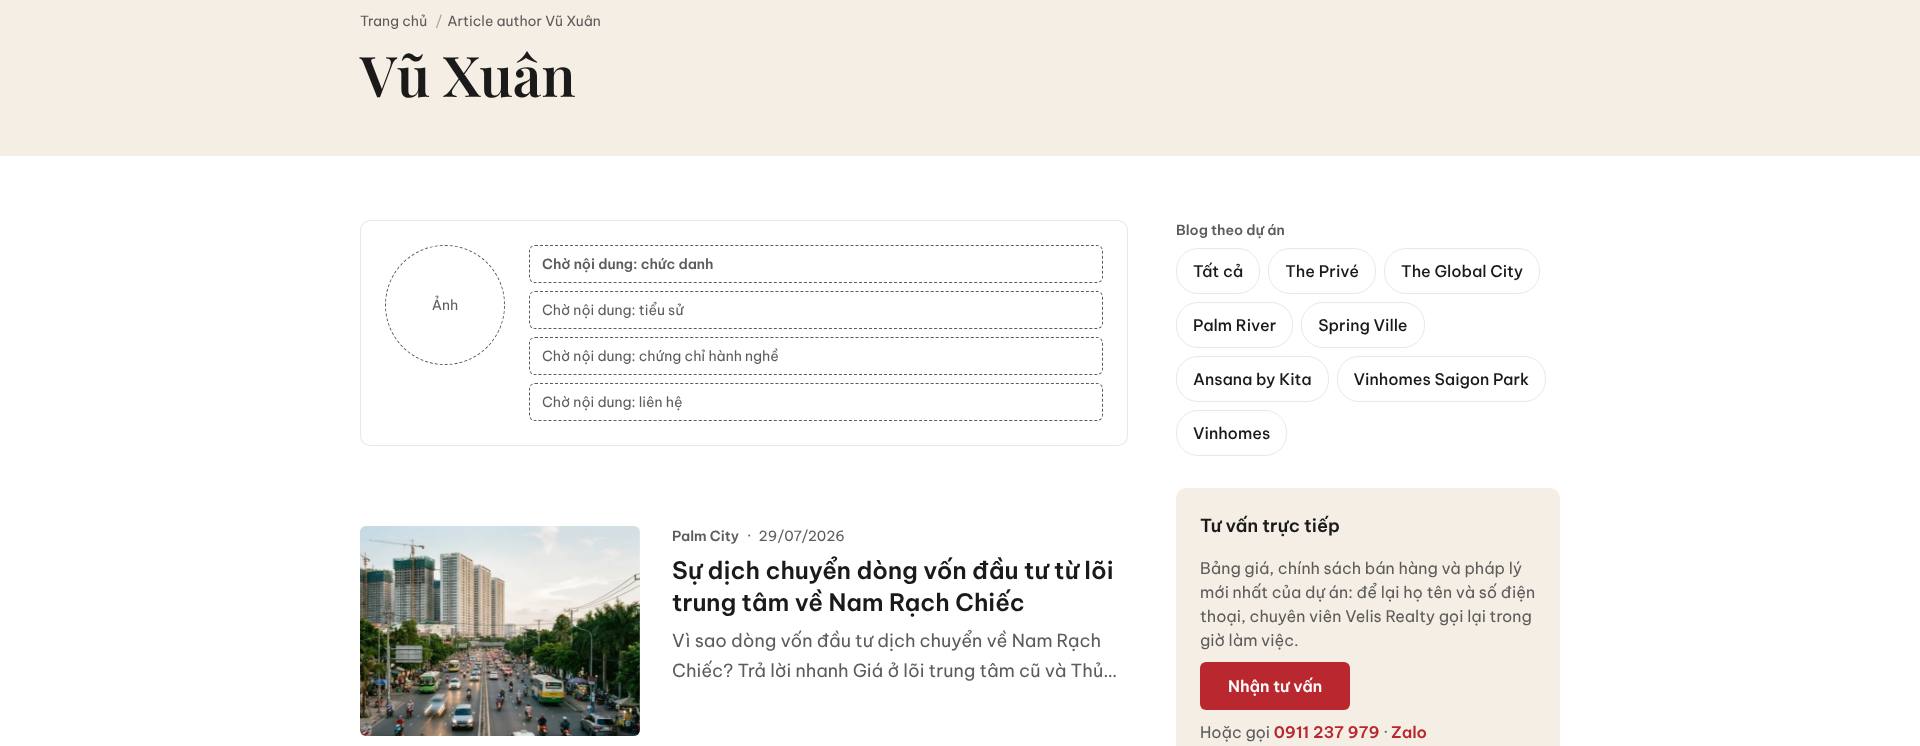 Trang chủ / Article author Vũ Xuân
Vũ Xuân
Ảnh
Chờ nội dung: chức danh
Chờ nội dung: tiểu sử
Chờ nội dung: chứng chỉ hành nghề
Chờ nội dung: liên hệ
Palm City · 29/07/2026
Sự dịch chuyển dòng vốn đầu tư từ lõi
trung tâm về Nam Rạch Chiếc
Vì sao dòng vốn đầu tư dịch chuyển về Nam Rạch
Chiếc? Trả lời nhanh Giá ở lõi trung tâm cũ và Thủ...
Blog theo dự án
Tất cả
The Privé
The Global City
Palm River
Spring Ville
Ansana by Kita
Vinhomes Saigon Park
Vinhomes
Tư vấn trực tiếp
Bảng giá, chính sách bán hàng và pháp lý
mới nhất của dự án: để lại họ tên và số điện
thoại, chuyên viên Velis Realty gọi lại trong
giờ làm việc.
Nhận tư vấn
Hoặc gọi 0911 237 979 · Zalo